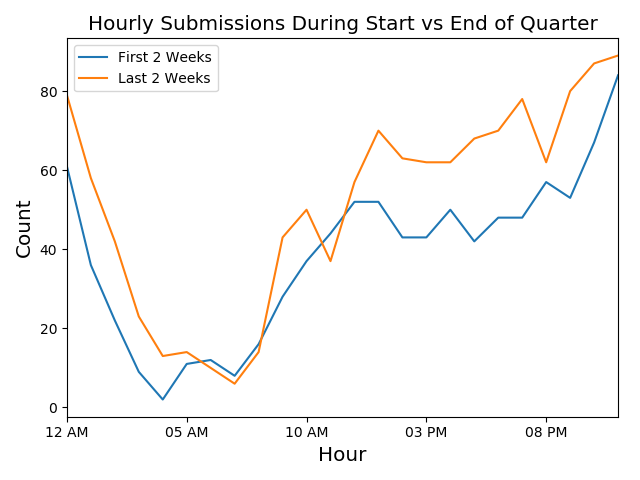 Hourly Submissions During Start vs End of Quarter
First 2 Weeks
Last 2 Weeks
Count
80
60
40
20
0
12 AM 05 AM 10 AM 03 PM 08 PM
Hour